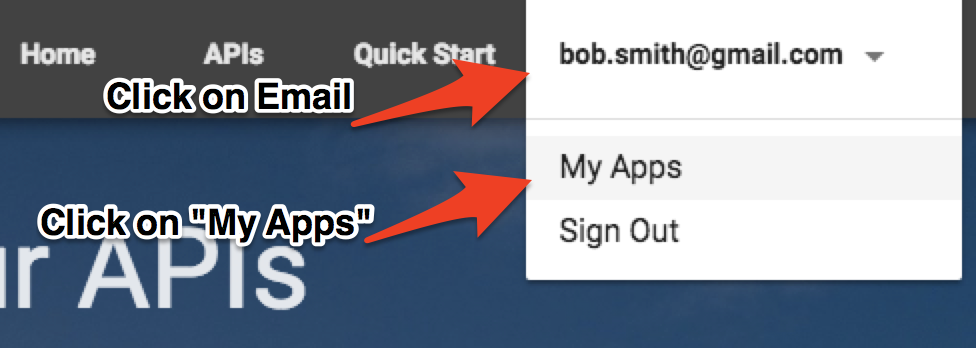 Home APIs Quick Start bob.smith@gmail.com
Click on Email
My Apps
Click on "My Apps"
Sign Out
ur APIs